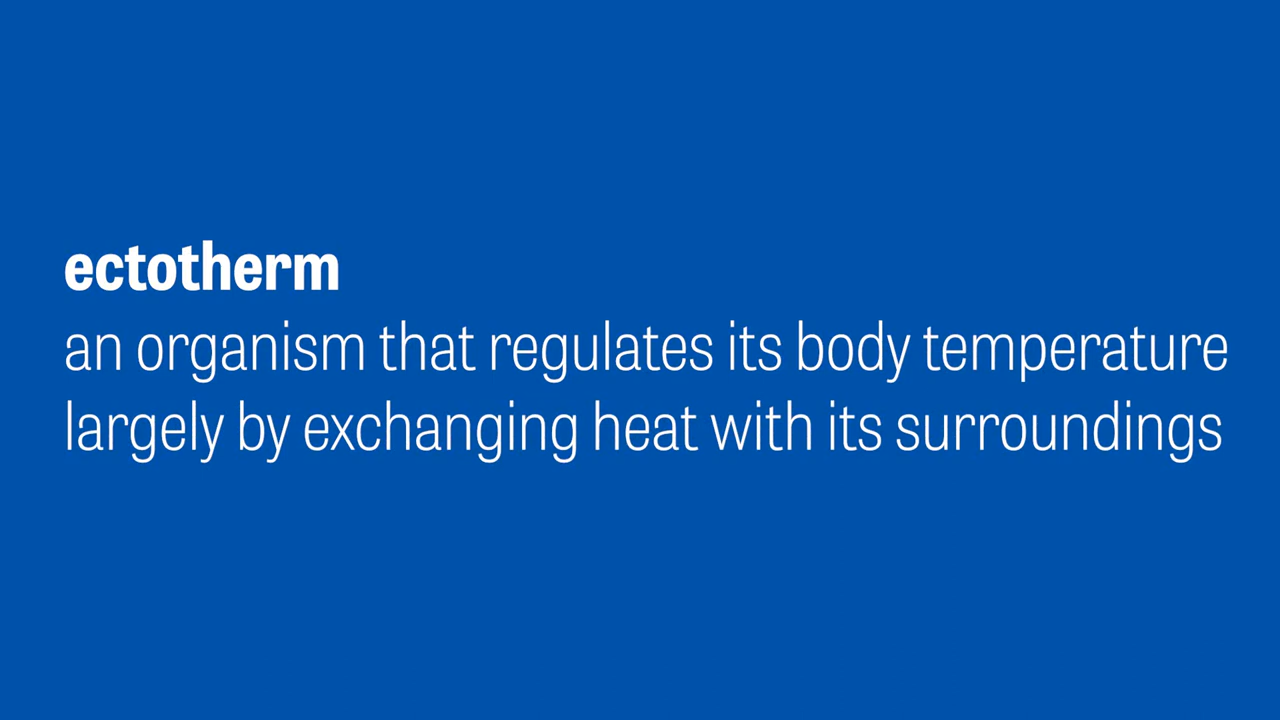 ectotherm
an organism that regulates its body temperature
largely by exchanging heat with its surroundings